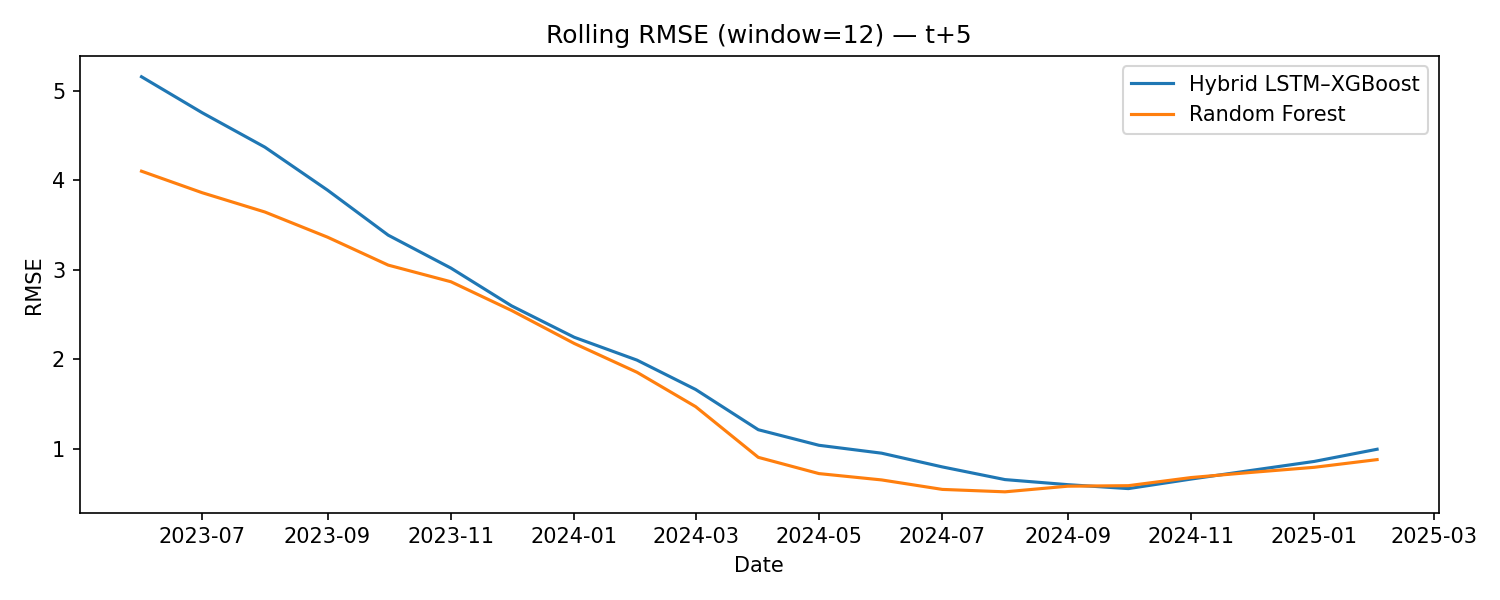 Rolling RMSE (window=12) — t+5
Hybrid LSTM–XGBoost
Random Forest
RMSE
5
4
3
2
1
2023-07 2023-09 2023-11 2024-01 2024-03 2024-05 2024-07 2024-09 2024-11 2025-01 2025-03
Date